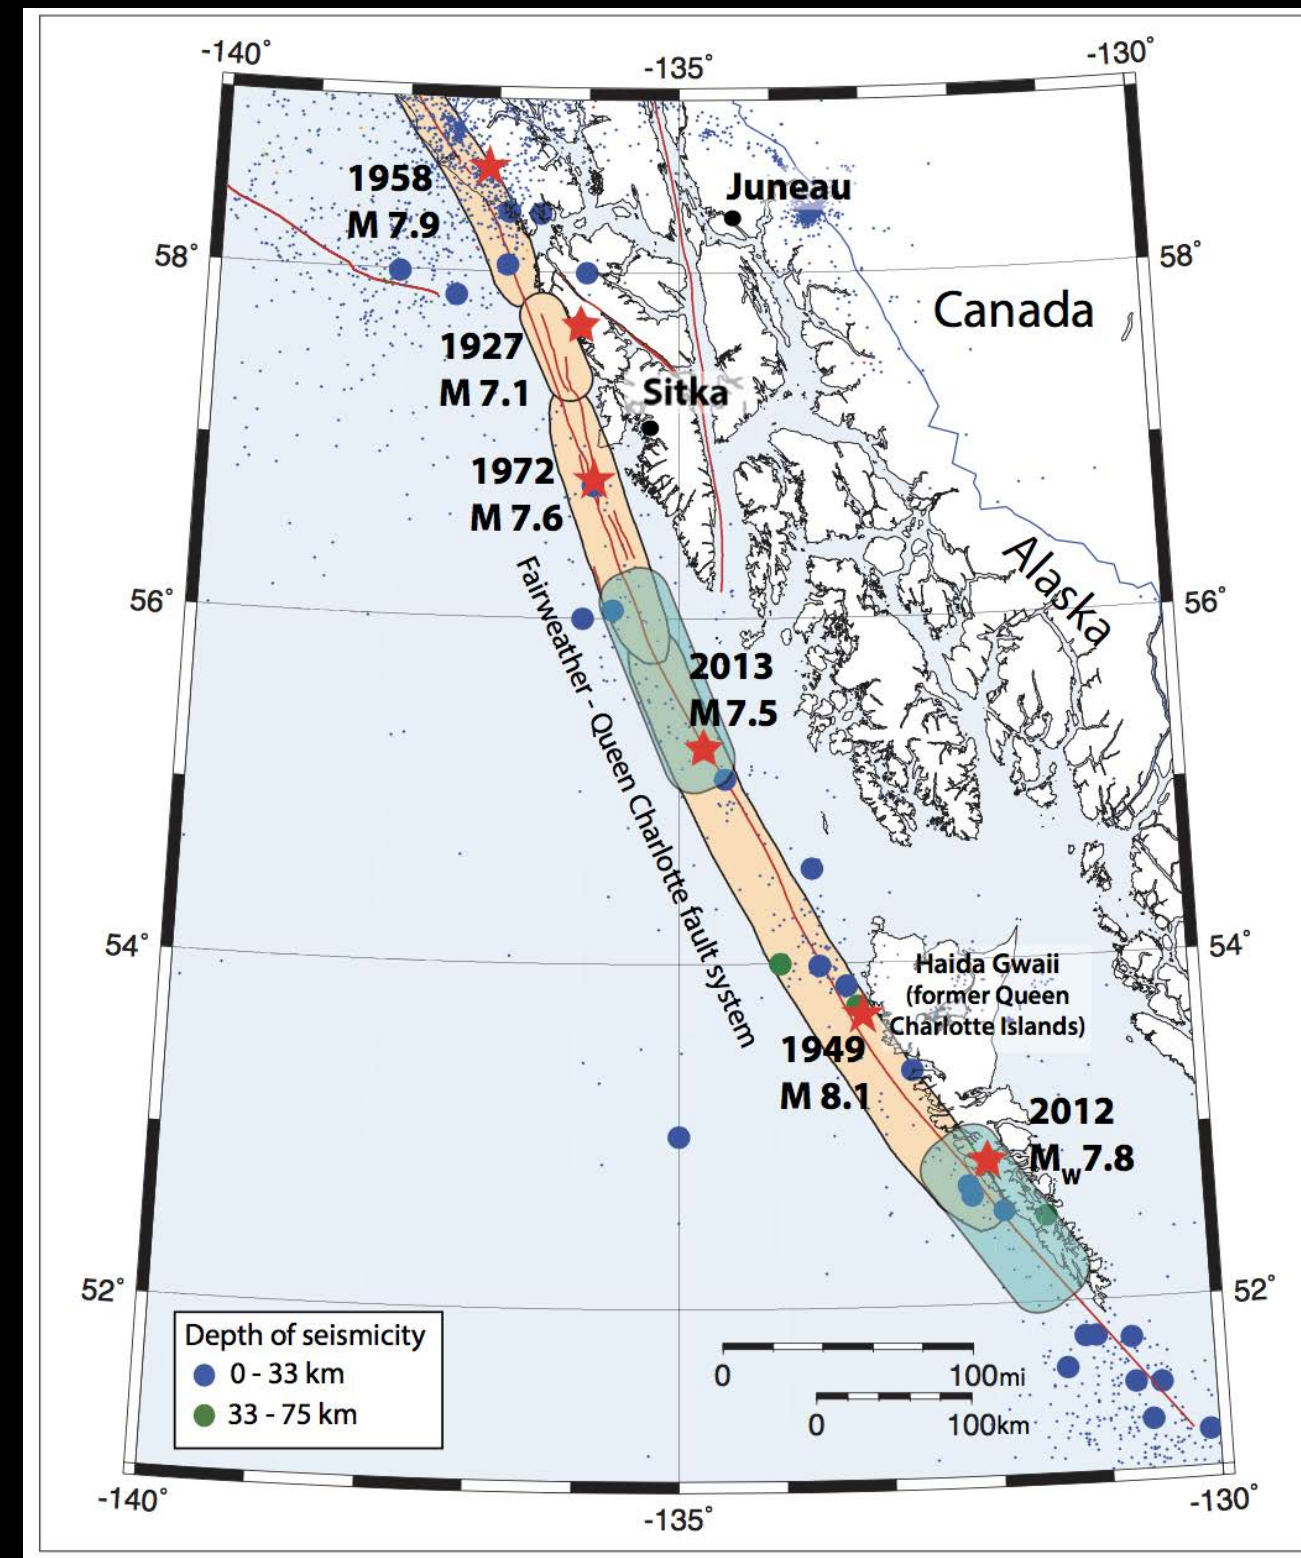 -140°
-135°
-130°
1958
M 7.9
Juneau
58°
58°
Canada
1927
M 7.1
Sitka
1972
M 7.6
Alaska
56°
56°
Fairweather - Queen Charlotte fault system
2013
M 7.5
54°
54°
Haida Gwaii
(former Queen
Charlotte Islands)
1949
M 8.1
2012
Mw7.8
52°
52°
Depth of seismicity
0 - 33 km
33 - 75 km
0 100mi
0 100km
-140°
-135°
-130°